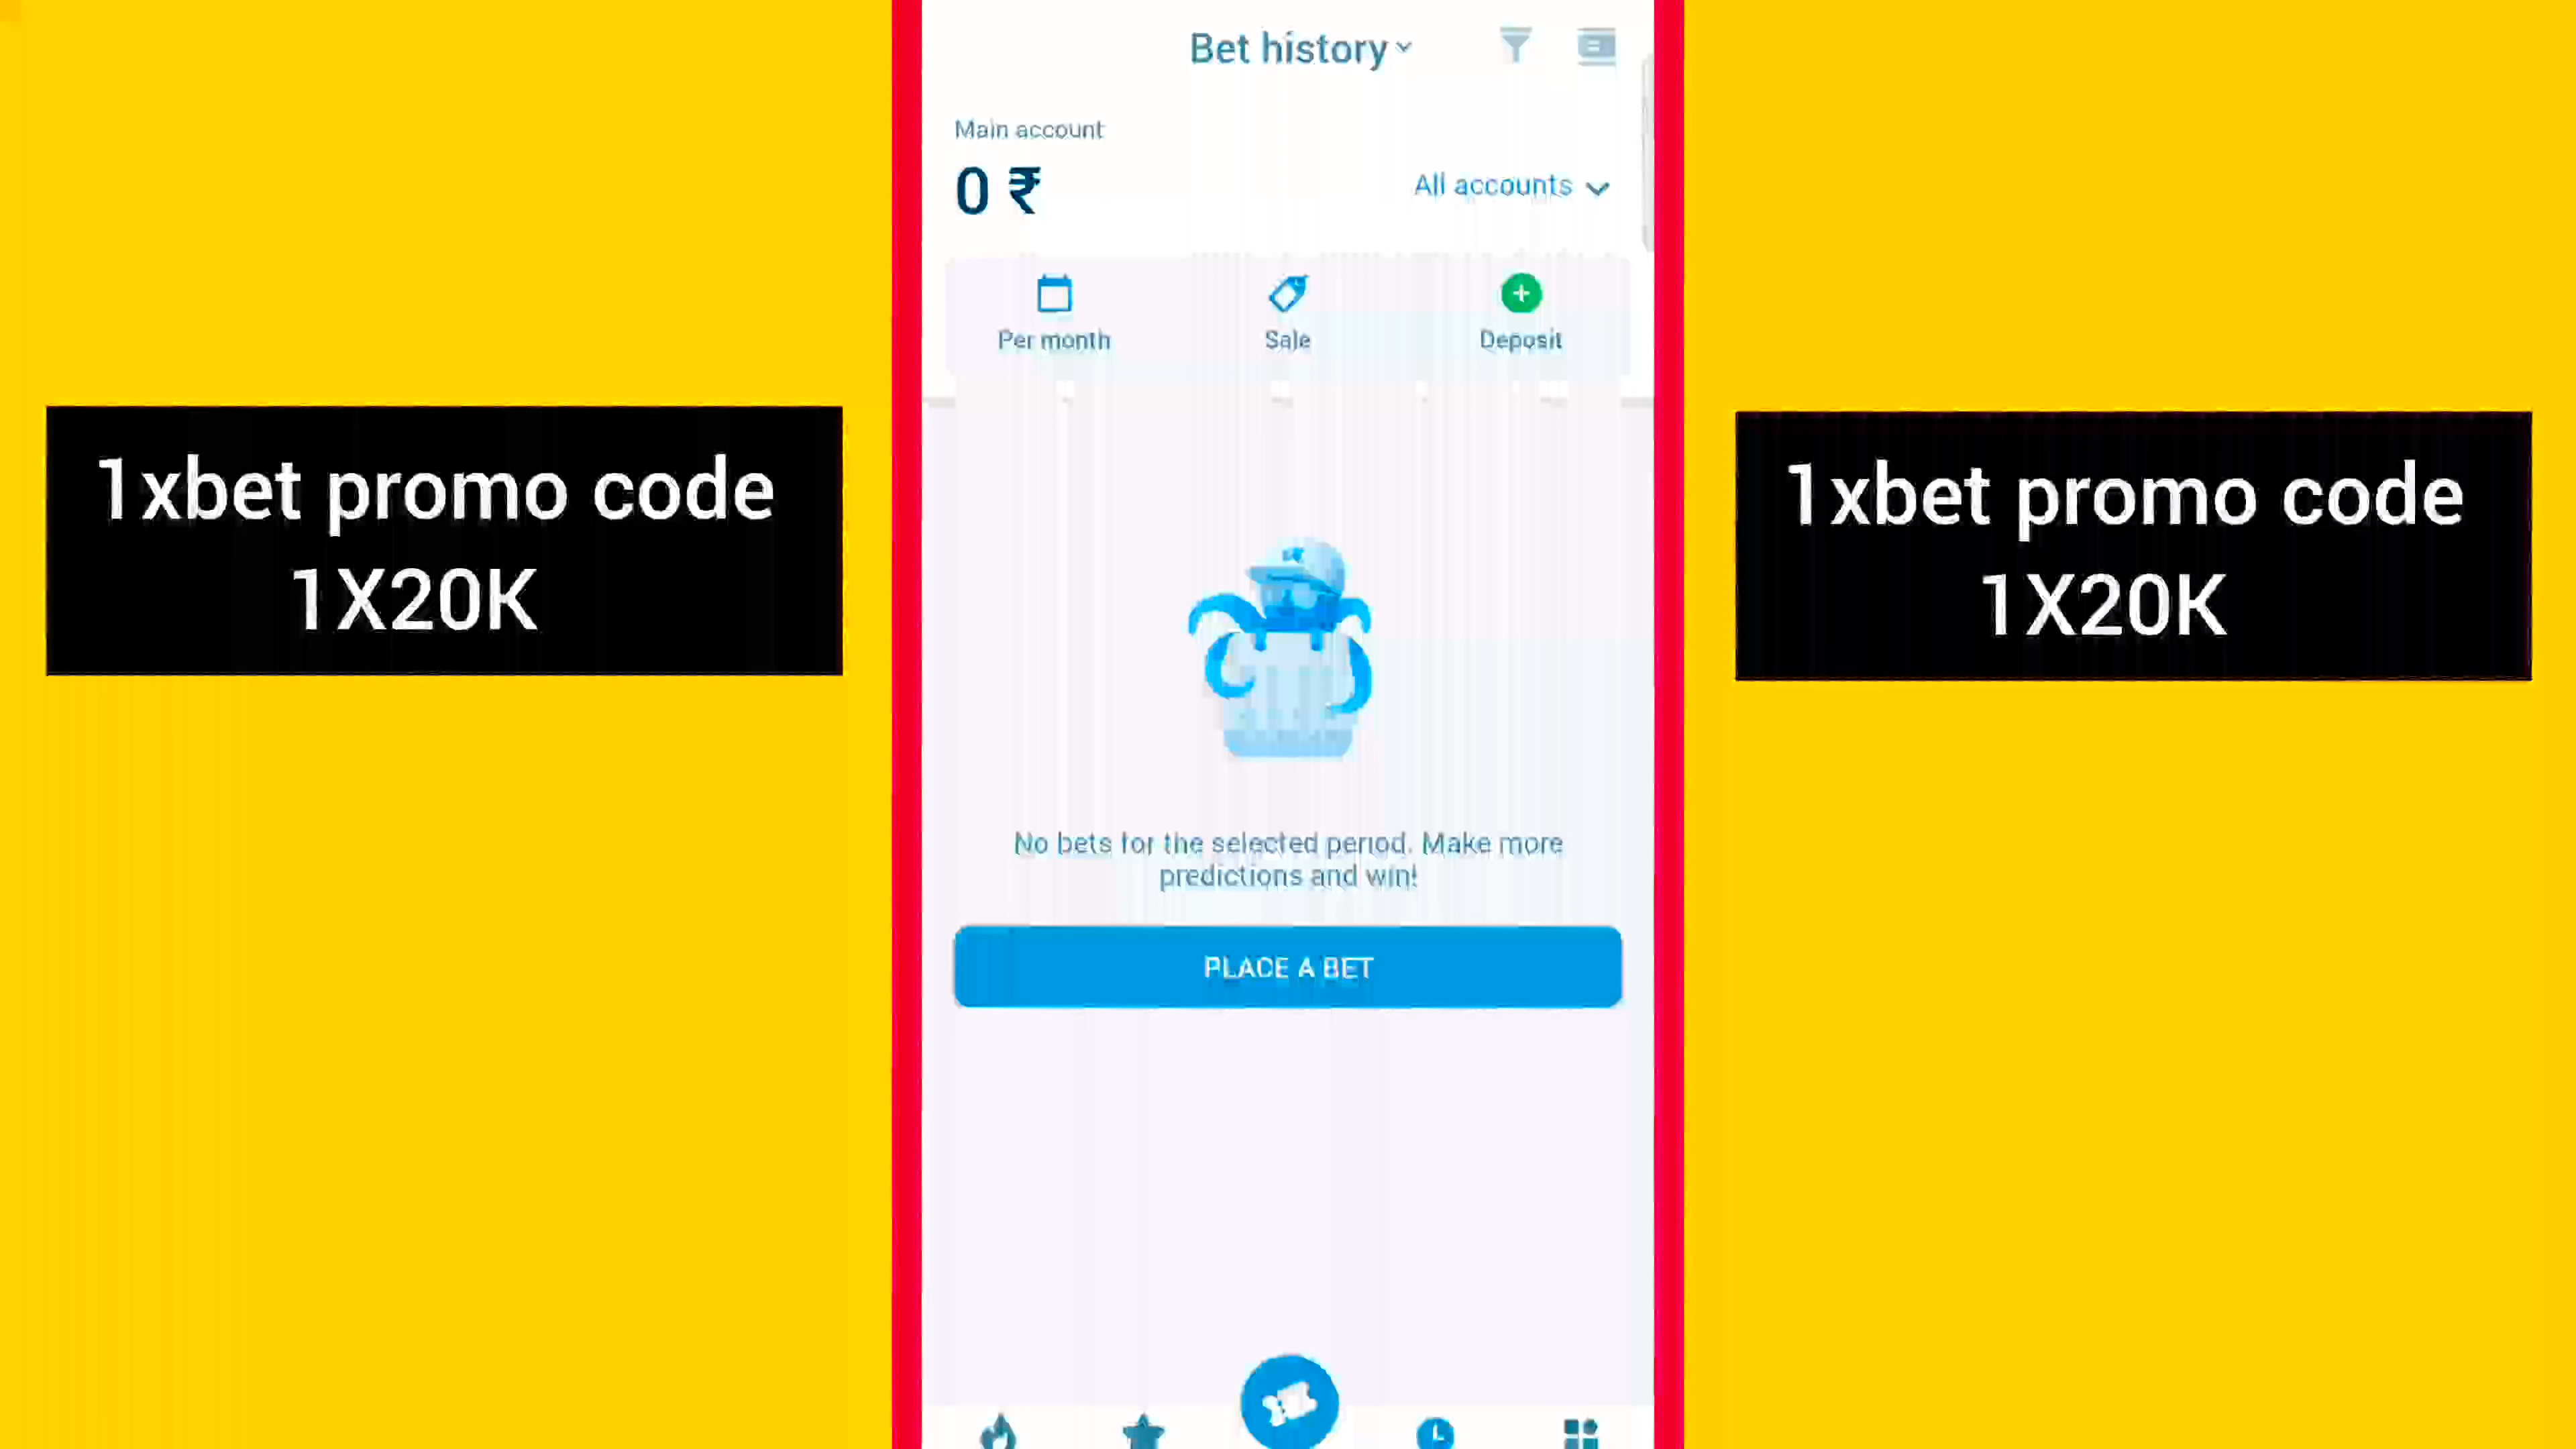 Bet history
Main account
0 ₹
All accounts
Per month
Sale
Deposit
1xbet promo code
1X20K
1xbet promo code
1X20K
No bets for the selected period. Make more
predictions and win!
PLACE A BET